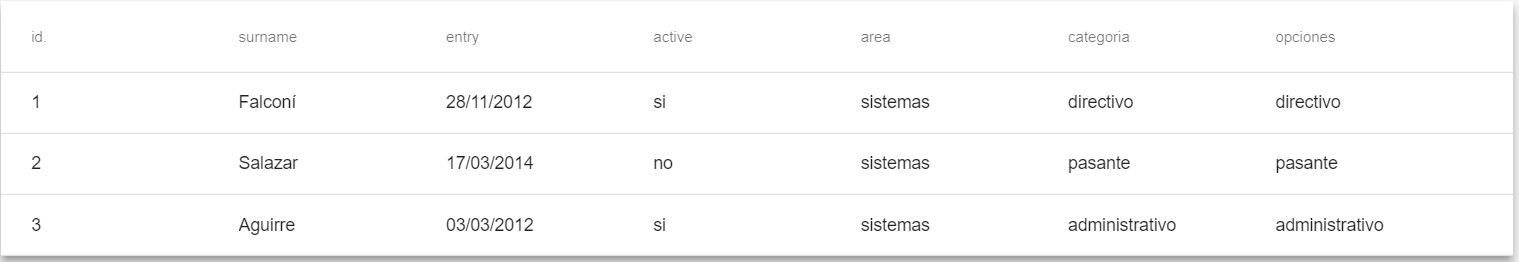 id. surname entry active area categoria opciones
1 Falconí 28/11/2012 si sistemas directivo directivo
2 Salazar 17/03/2014 no sistemas pasante pasante
3 Aguirre 03/03/2012 si sistemas administrativo administrativo